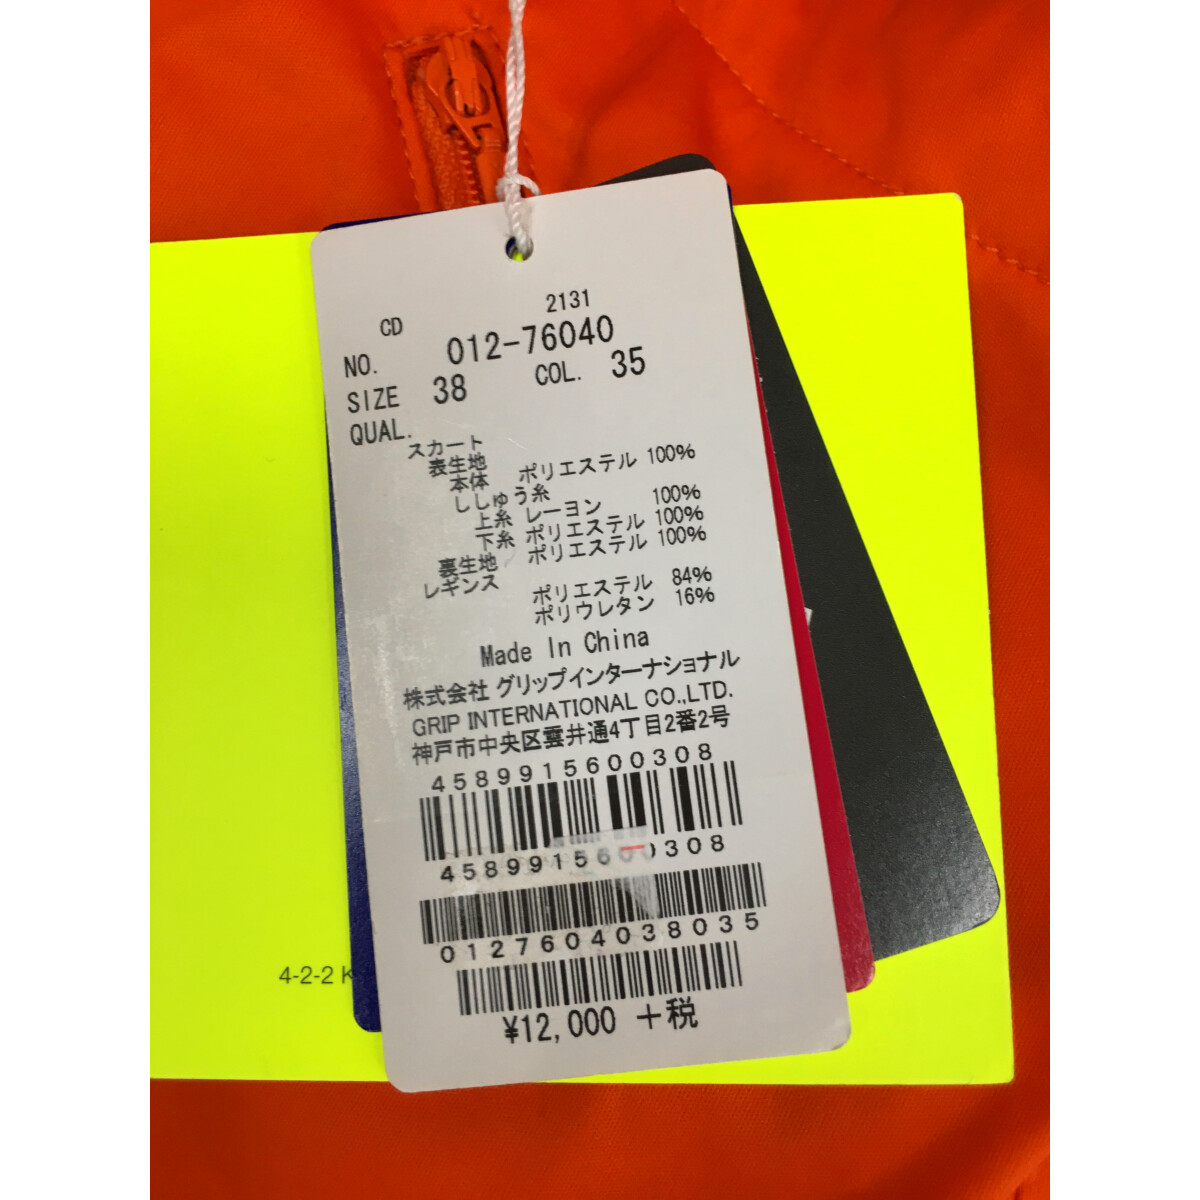 2131
CD
NO. 012-76040
SIZE 38 COL. 35
QUAL.
スカート
表生地
本体 ポリエステル 100%
ししゅう糸
上糸 レーヨン 100%
下糸 ポリエステル 100%
裏生地 ポリエステル 100%
レギンス
ポリエステル 84%
ポリウレタン 16%
Made In China
株式会社 グリップインターナショナル
GRIP INTERNATIONAL CO.,LTD.
神戸市中央区雲井通4丁目2番2号
4589915600308
4589915600308
0127604038035
¥12,000 +税
4-2-2 K